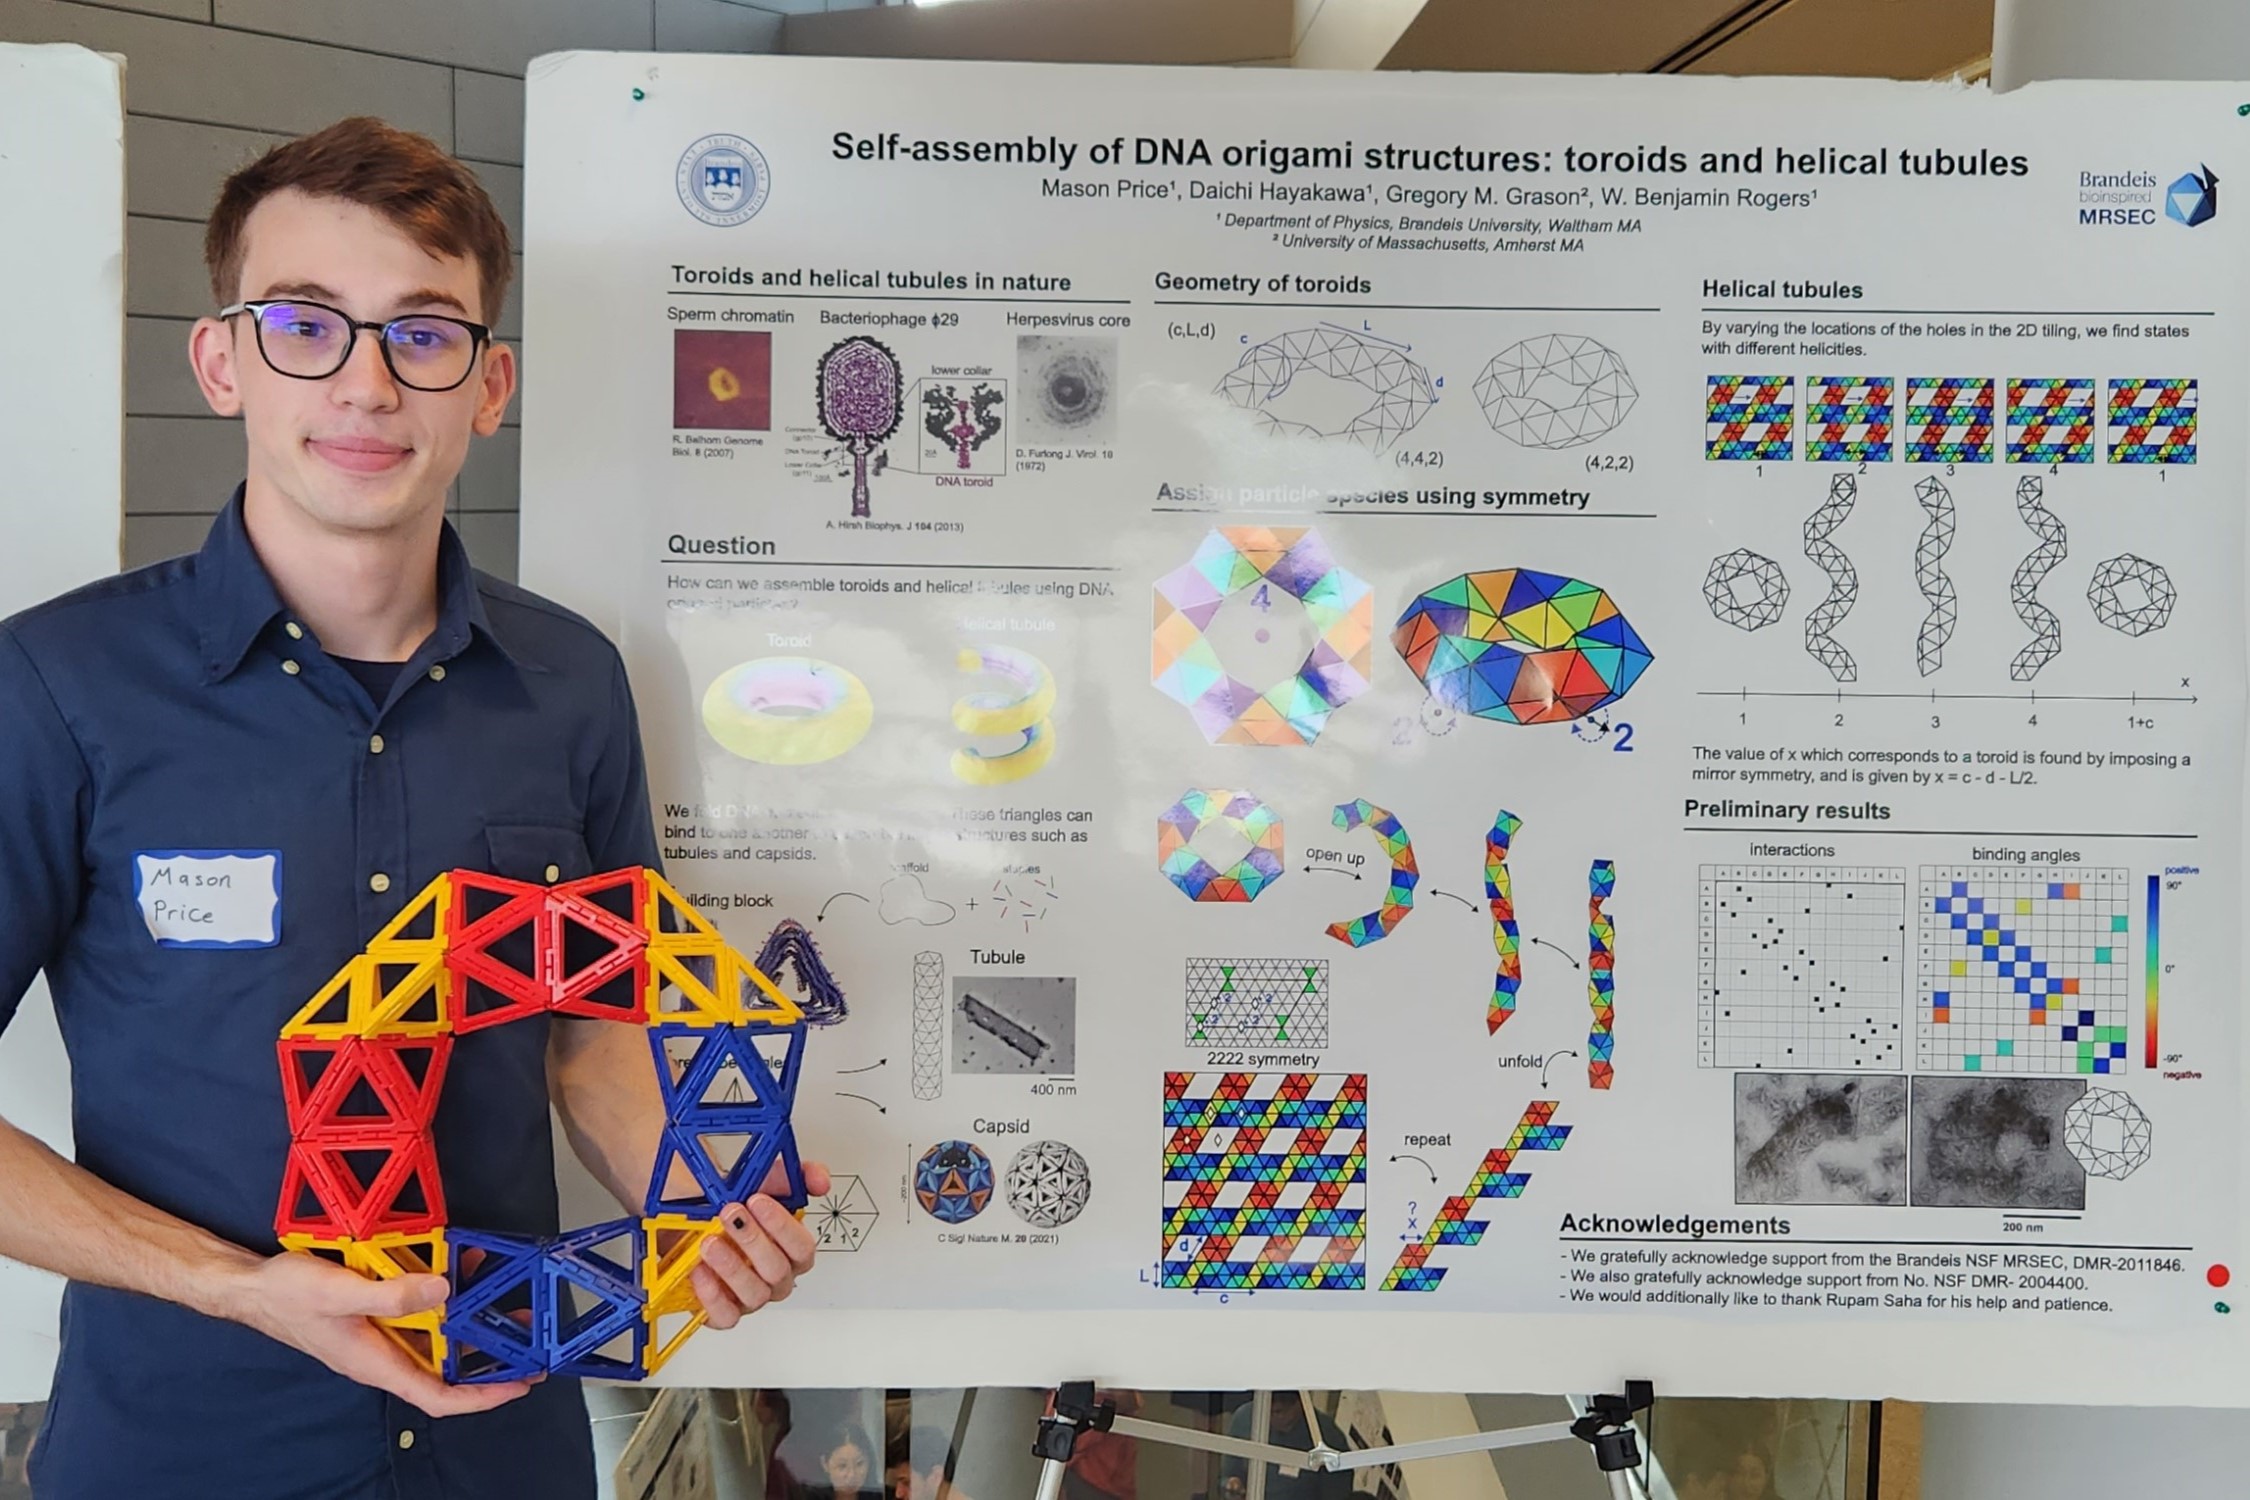 Self-assembly of DNA origami structures: toroids and helical tubules
Mason Price¹, Daichi Hayakawa¹, Gregory M. Grason², W. Benjamin Rogers¹
¹ Department of Physics, Brandeis University, Waltham MA
² University of Massachusetts, Amherst MA
Brandeis
bioinspired
MRSEC
Toroids and helical tubules in nature
Sperm chromatin
Bacteriophage ϕ29
Herpesvirus core
lower collar
DNA toroid
R. Balhorn Genome
Biol. 8 (2007)
D. Furlong J. Virol. 10
(1972)
A. Hirsh Biophys. J 104 (2013)
Question
How can we assemble toroids and helical tubules using DNA
Toroid
Helical tubule
We fold
these triangles can
bind to one another
structures such as
tubules and capsids.
building block
scaffold
+
staples
Tubule
400 nm
Capsid
C Sigl Nature M. 20 (2021)
Geometry of toroids
(c,L,d)
c
L
d
(4,4,2)
(4,2,2)
Assign particle species using symmetry
4
2
2
open up
2222 symmetry
unfold
repeat
?
x
d
L
c
Helical tubules
By varying the locations of the holes in the 2D tiling, we find states
with different helicities.
1
2
3
4
1
x
1
2
3
4
1+c
The value of x which corresponds to a toroid is found by imposing a
mirror symmetry, and is given by x = c - d - L/2.
Preliminary results
interactions
binding angles
positive
90°
0°
-90°
negative
200 nm
Acknowledgements
- We gratefully acknowledge support from the Brandeis NSF MRSEC, DMR-2011846.
- We also gratefully acknowledge support from No. NSF DMR- 2004400.
- We would additionally like to thank Rupam Saha for his help and patience.
Mason
Price